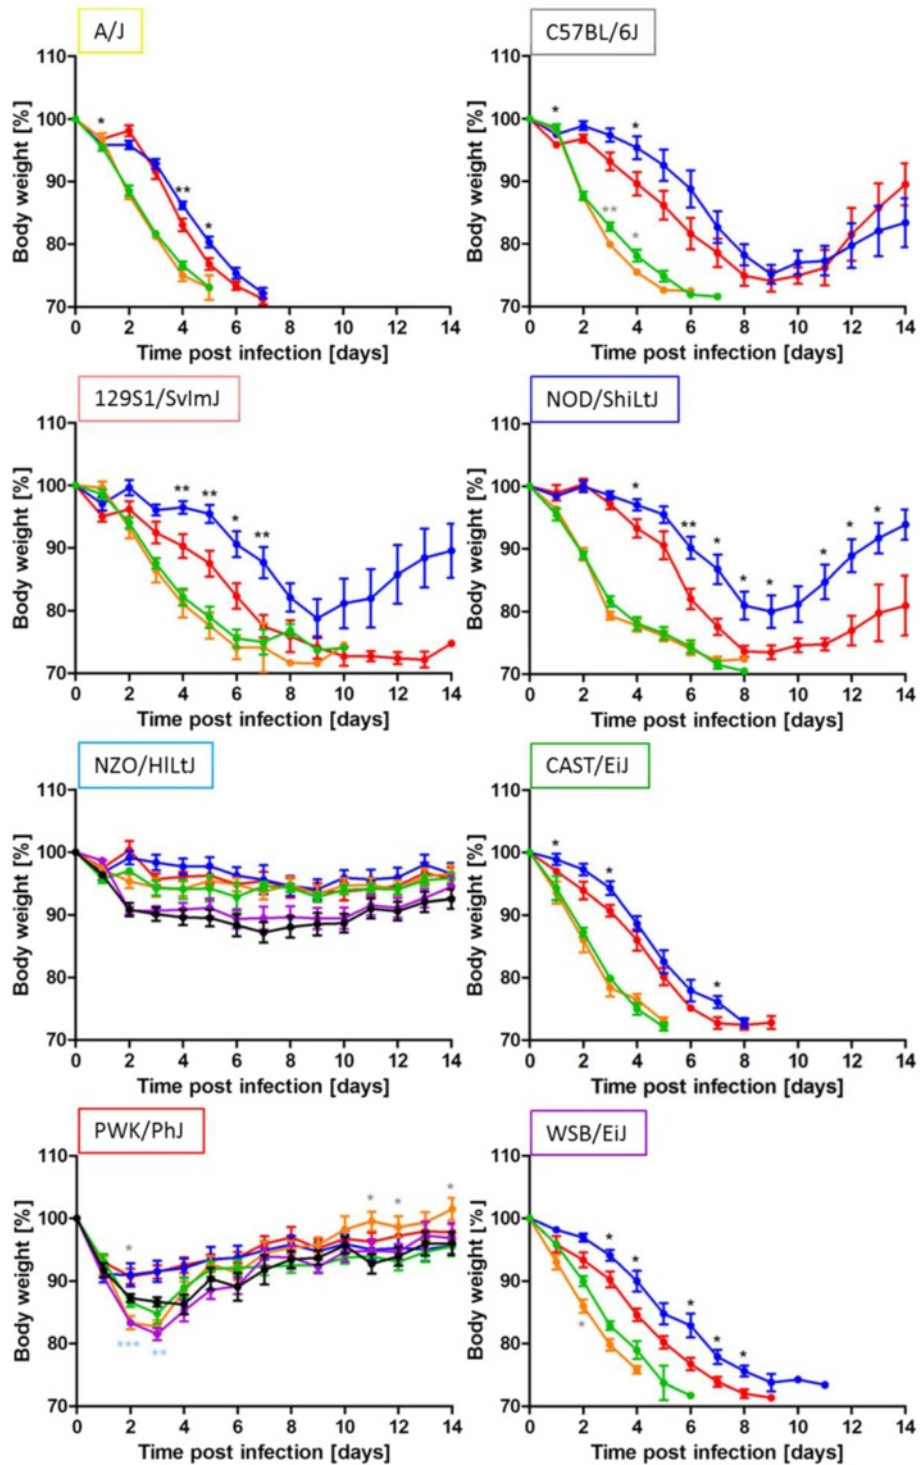 A/J
C57BL/6J
110
100
90
80
70
Body weight [%]
*
**
*
0 2 4 6 8 10 12 14
Time post infection [days]
110
100
90
80
70
Body weight [%]
*
*
**
*
0 2 4 6 8 10 12 14
Time post infection [days]
129S1/SvImJ
NOD/ShiLtJ
110
100
90
80
70
Body weight [%]
** ** * **
0 2 4 6 8 10 12 14
Time post infection [days]
110
100
90
80
70
Body weight [%]
* ** * * * * * *
0 2 4 6 8 10 12 14
Time post infection [days]
NZO/HlLtJ
CAST/EiJ
110
100
90
80
70
Body weight [%]
0 2 4 6 8 10 12 14
Time post infection [days]
110
100
90
80
70
Body weight [%]
* * *
0 2 4 6 8 10 12 14
Time post infection [days]
PWK/PhJ
WSB/EiJ
110
100
90
80
70
Body weight [%]
* * * *
*** **
0 2 4 6 8 10 12 14
Time post infection [days]
110
100
90
80
70
Body weight [%]
* * * * *
*
0 2 4 6 8 10 12 14
Time post infection [days]